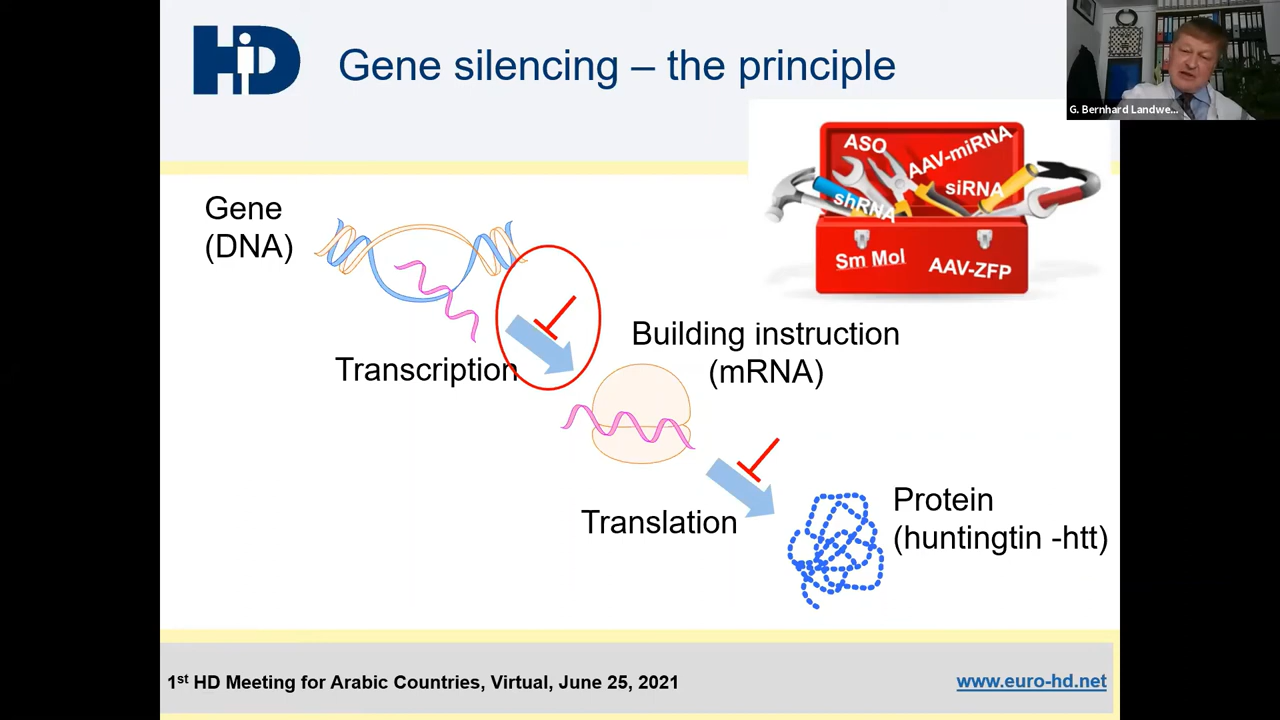 HD
Gene silencing – the principle
G. Bernhard Landwe...
ASO
AAV-miRNA
siRNA
shRNA
Sm Mol
AAV-ZFP
Gene
(DNA)
Transcription
Building instruction
(mRNA)
Translation
Protein
(huntingtin -htt)
1st HD Meeting for Arabic Countries, Virtual, June 25, 2021
www.euro-hd.net